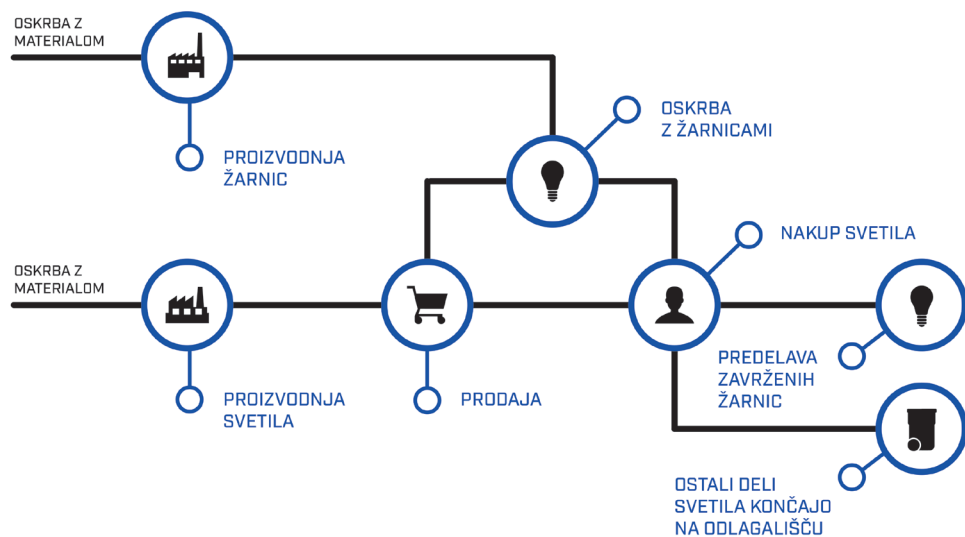 OSKRBA Z
MATERIALOM
OSKRBA
Z ŽARNICAMI
PROIZVODNJA
ŽARNIC
NAKUP SVETILA
OSKRBA Z
MATERIALOM
PREDELAVA
ZAVRŽENIH
ŽARNIC
PROIZVODNJA
SVETILA
PRODAJA
OSTALI DELI
SVETILA KONČAJO
NA ODLAGALIŠČU